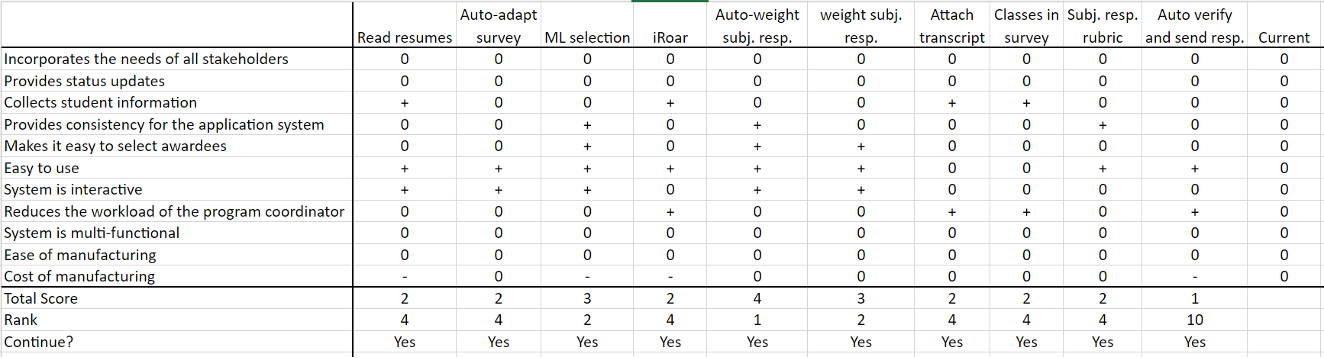 Auto-adapt Auto-weight weight subj. Attach Classes in Subj. resp. Auto verify
Read resumes survey ML selection iRoar subj. resp. resp. transcript survey rubric and send resp. Current
Incorporates the needs of all stakeholders 0 0 0 0 0 0 0 0 0 0 0
Provides status updates 0 0 0 0 0 0 0 0 0 0 0
Collects student information + 0 0 + 0 0 + + 0 0 0
Provides consistency for the application system 0 0 + 0 + 0 0 0 + 0 0
Makes it easy to select awardees 0 0 + 0 + + 0 0 0 0 0
Easy to use + + + + + + 0 0 + + 0
System is interactive + + + 0 + + 0 0 0 0 0
Reduces the workload of the program coordinator 0 0 0 + 0 0 + + 0 + 0
System is multi-functional 0 0 0 0 0 0 0 0 0 0 0
Ease of manufacturing 0 0 0 0 0 0 0 0 0 0 0
Cost of manufacturing - 0 - - 0 0 0 0 0 - 0
Total Score 2 2 3 2 4 3 2 2 2 1
Rank 4 4 2 4 1 2 4 4 4 10
Continue? Yes Yes Yes Yes Yes Yes Yes Yes Yes Yes